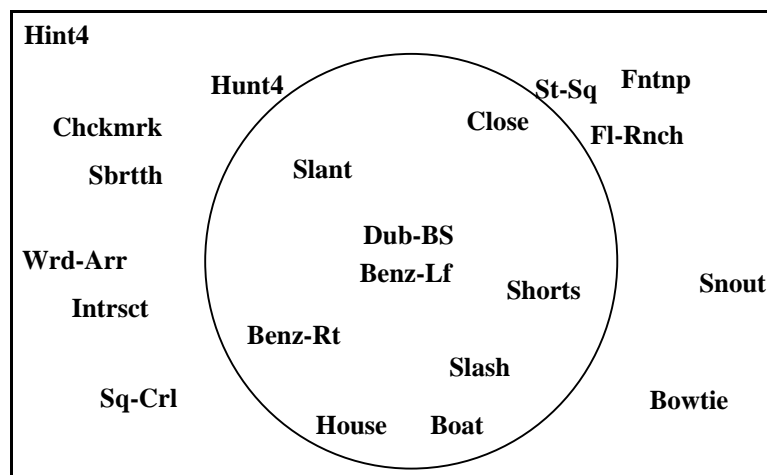 Hint4
Hunt4
St-Sq
Fntnp
Close
Chckmrk
Fl-Rnch
Slant
Sbrtth
Dub-BS
Wrd-Arr
Benz-Lf
Snout
Shorts
Intrsct
Benz-Rt
Slash
Sq-Crl
Bowtie
House
Boat